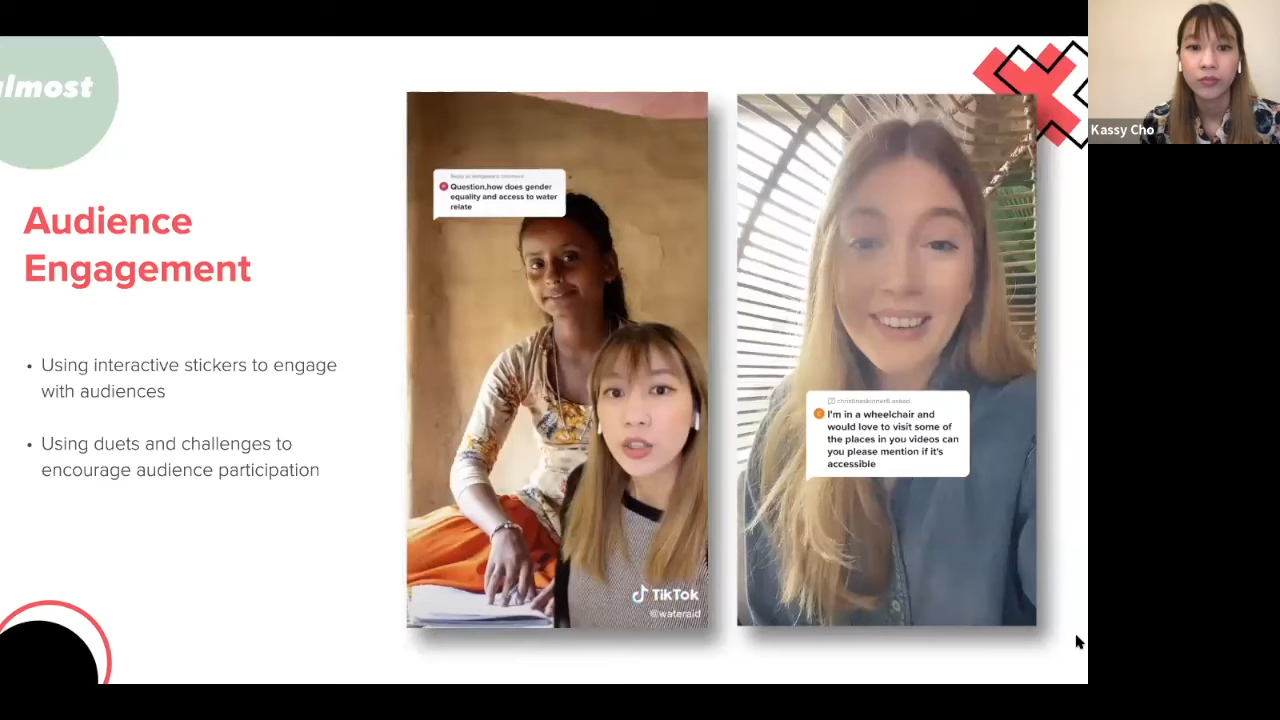 almost
Audience
Engagement
• Using interactive stickers to engage
with audiences
• Using duets and challenges to
encourage audience participation
Question,how does gender
equality and access to water
relate
TikTok
@wateraid
christineskinner6 asked
I'm in a wheelchair and
would love to visit some of
the places in you videos can
you please mention if it's
accessible
Kassy Cho